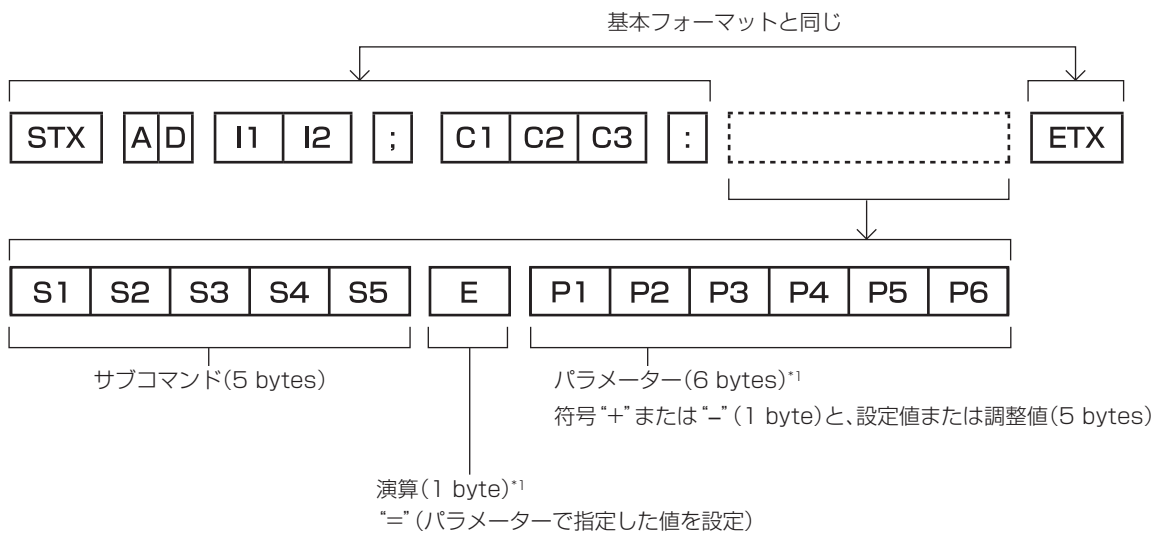 基本フォーマットと同じ
STX A D I1 I2 ; C1 C2 C3 : ETX
S1 S2 S3 S4 S5 E P1 P2 P3 P4 P5 P6
サブコマンド(5 bytes)
パラメーター(6 bytes)*1
符号“+”または“−”(1 byte)と、設定値または調整値(5 bytes)
演算(1 byte)*1
“=”(パラメーターで指定した値を設定)